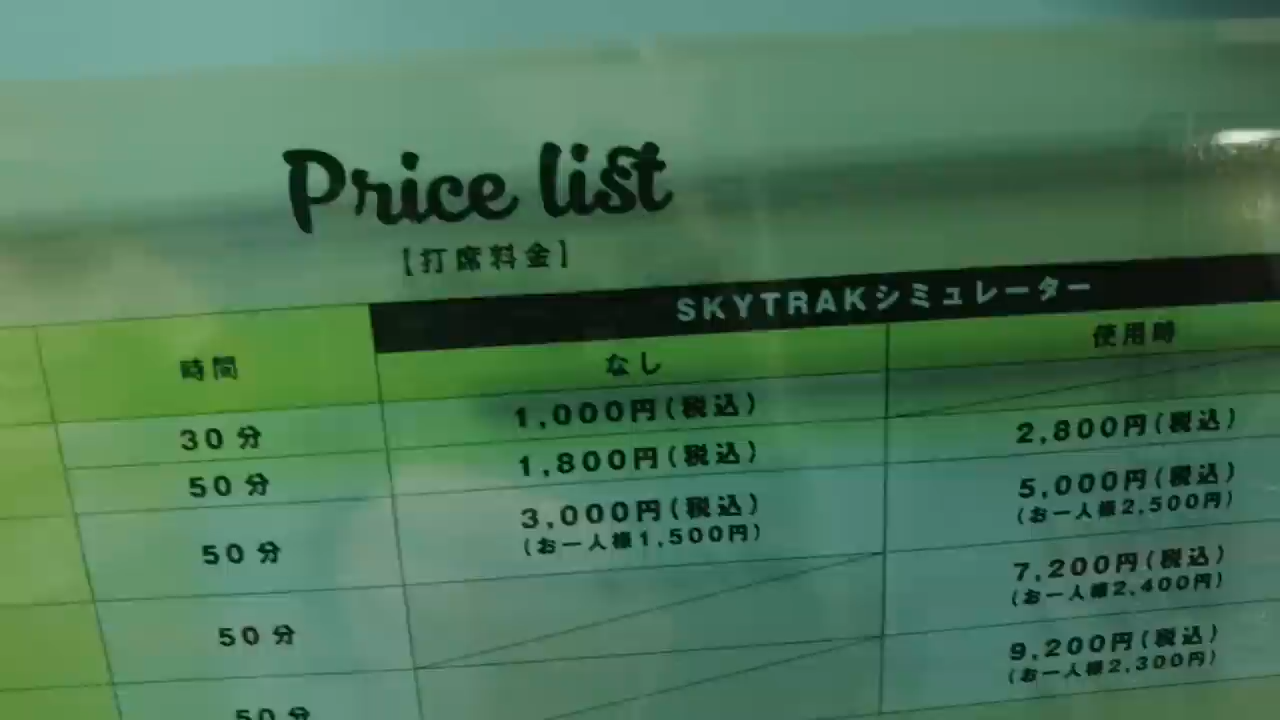 Price list
【打席料金】
SKYTRAKシミュレーター
時間
なし
使用時
30分
1,000円(税込)
50分
1,800円(税込)
2,800円(税込)
50分
3,000円(税込)
(お一人様1,500円)
5,000円(税込)
(お一人様2,500円)
50分
7,200円(税込)
(お一人様2,400円)
50分
9,200円(税込)
(お一人様2,300円)